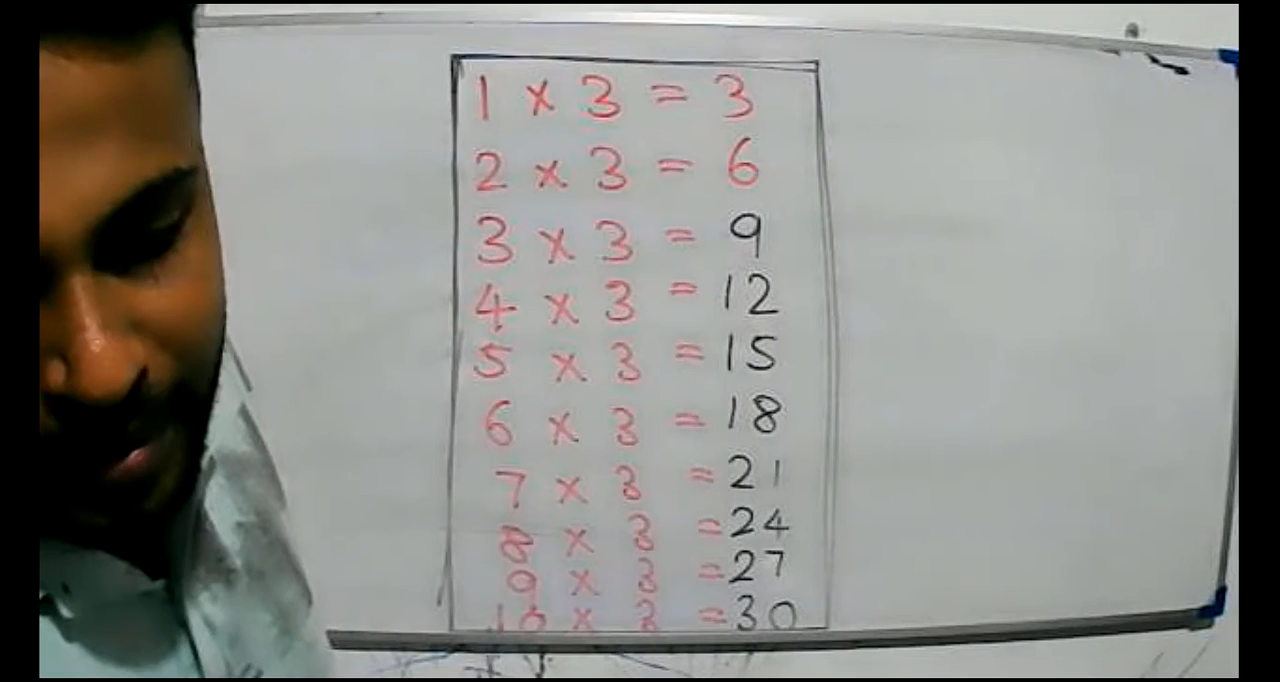 1 × 3 = 3
2 × 3 = 6
3 × 3 = 9
4 × 3 = 12
5 × 3 = 15
6 × 3 = 18
7 × 3 = 21
8 × 3 = 24
9 × 3 = 27
10 × 3 = 30